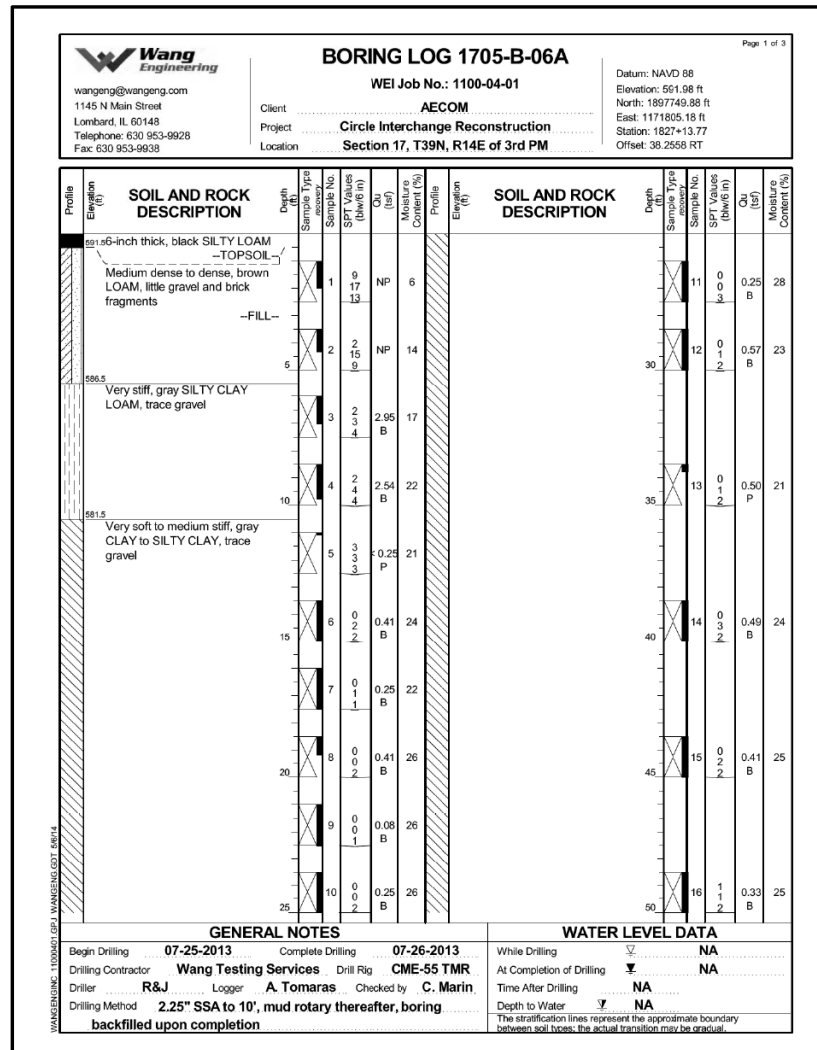 Page 1 of 3
Wang
Engineering
wangeng@wangeng.com
1145 N Main Street
Lombard, IL 60148
Telephone: 630 953-9928
Fax: 630 953-9938
BORING LOG 1705-B-06A
WEI Job No.: 1100-04-01
Client AECOM
Project Circle Interchange Reconstruction
Location Section 17, T39N, R14E of 3rd PM
Datum: NAVD 88
Elevation: 591.98 ft
North: 1897749.88 ft
East: 1171805.18 ft
Station: 1827+13.77
Offset: 38.2558 RT
Profile Elevation (ft) SOIL AND ROCK DESCRIPTION Depth (ft) Sample Type recovery Sample No. SPT Values (blw/6 in) Qu (tsf) Moisture Content (%)
591.5 6-inch thick, black SILTY LOAM
--TOPSOIL--
Medium dense to dense, brown
LOAM, little gravel and brick
fragments
--FILL--
1 9 17 13 NP 6
5 2 2 15 9 NP 14
586.5
Very stiff, gray SILTY CLAY
LOAM, trace gravel
3 2 3 4 2.95 B 17
10 4 2 4 4 2.54 B 22
581.5
Very soft to medium stiff, gray
CLAY to SILTY CLAY, trace
gravel
5 3 3 3 < 0.25 P 21
15 6 0 2 2 0.41 B 24
7 0 1 1 0.25 B 22
20 8 0 0 2 0.41 B 26
9 0 0 1 0.08 B 26
25 10 0 0 2 0.25 B 26
Profile Elevation (ft) SOIL AND ROCK DESCRIPTION Depth (ft) Sample Type recovery Sample No. SPT Values (blw/6 in) Qu (tsf) Moisture Content (%)
11 0 0 3 0.25 B 28
30 12 0 1 2 0.57 B 23
35 13 0 1 2 0.50 P 21
40 14 0 3 2 0.49 B 24
45 15 0 2 2 0.41 B 25
50 16 1 1 2 0.33 B 25
WANGENGINC 11000401.GPJ WANGENG.GDT 5/6/14
GENERAL NOTES
Begin Drilling 07-25-2013 Complete Drilling 07-26-2013
Drilling Contractor Wang Testing Services Drill Rig CME-55 TMR
Driller R&J Logger A. Tomaras Checked by C. Marin
Drilling Method 2.25" SSA to 10', mud rotary thereafter, boring
backfilled upon completion
WATER LEVEL DATA
While Drilling NA
At Completion of Drilling NA
Time After Drilling NA
Depth to Water NA
The stratification lines represent the approximate boundary
between soil types; the actual transition may be gradual.